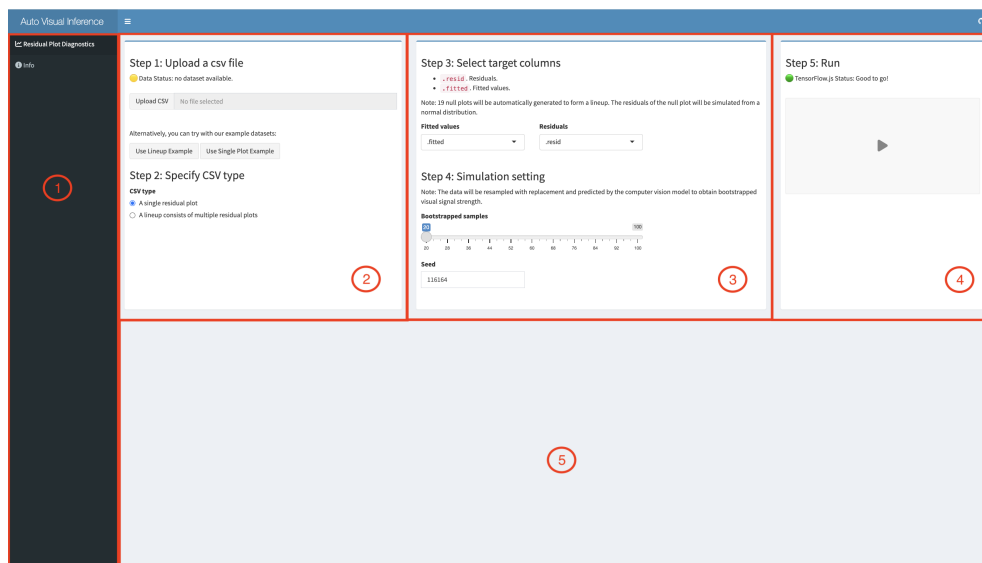 Auto Visual Inference
Residual Plot Diagnostics
Info
1
Step 1: Upload a csv file
Data Status: no dataset available.
Upload CSV No file selected
Alternatively, you can try with our example datasets:
Use Lineup Example Use Single Plot Example
Step 2: Specify CSV type
CSV type
A single residual plot
A lineup consists of multiple residual plots
2
Step 3: Select target columns
.resid. Residuals.
.fitted. Fitted values.
Note: 19 null plots will be automatically generated to form a lineup. The residuals of the null plot will be simulated from a
normal distribution.
Fitted values Residuals
.fitted .resid
Step 4: Simulation setting
Note: The data will be resampled with replacement and predicted by the computer vision model to obtain bootstrapped
visual signal strength.
Bootstrapped samples
20 100
20 28 36 44 52 60 68 76 84 92 100
Seed
116164
3
Step 5: Run
TensorFlow.js Status: Good to go!
4
5